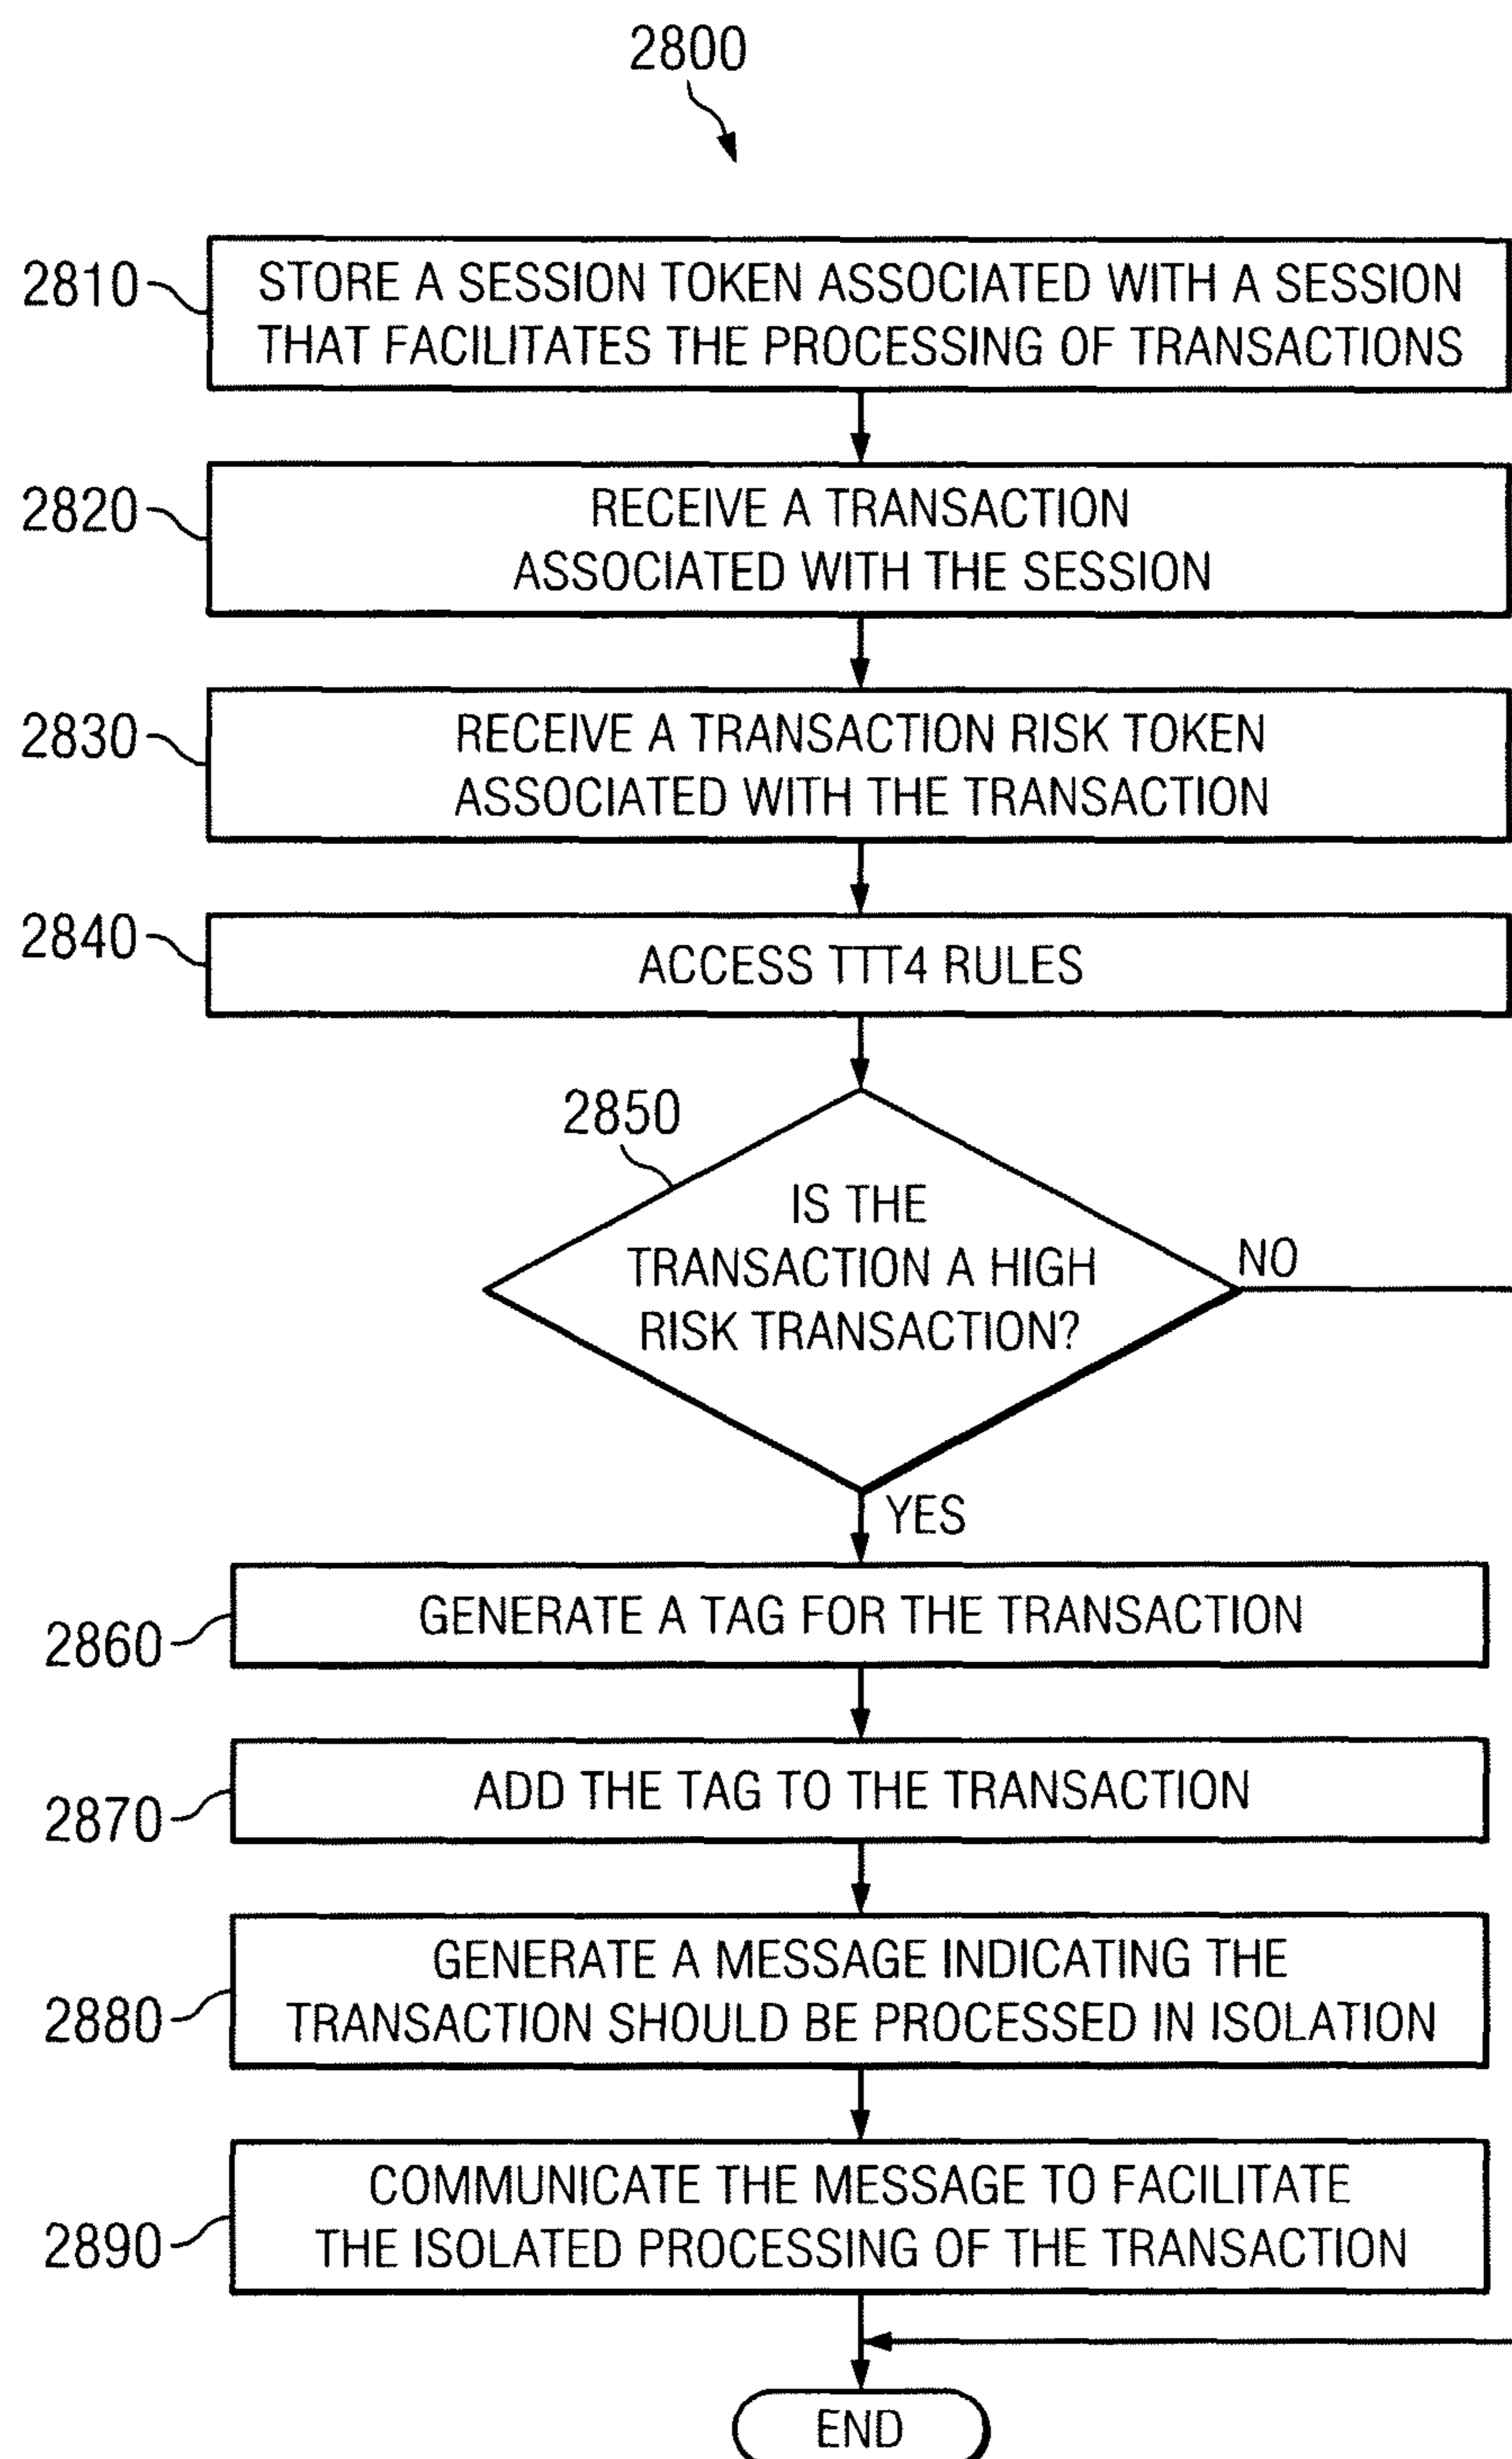 2800
2810
STORE A SESSION TOKEN ASSOCIATED WITH A SESSION
THAT FACILITATES THE PROCESSING OF TRANSACTIONS
2820
RECEIVE A TRANSACTION
ASSOCIATED WITH THE SESSION
2830
RECEIVE A TRANSACTION RISK TOKEN
ASSOCIATED WITH THE TRANSACTION
2840
ACCESS TTT4 RULES
2850
IS THE
TRANSACTION A HIGH
RISK TRANSACTION?
NO
YES
2860
GENERATE A TAG FOR THE TRANSACTION
2870
ADD THE TAG TO THE TRANSACTION
2880
GENERATE A MESSAGE INDICATING THE
TRANSACTION SHOULD BE PROCESSED IN ISOLATION
2890
COMMUNICATE THE MESSAGE TO FACILITATE
THE ISOLATED PROCESSING OF THE TRANSACTION
END